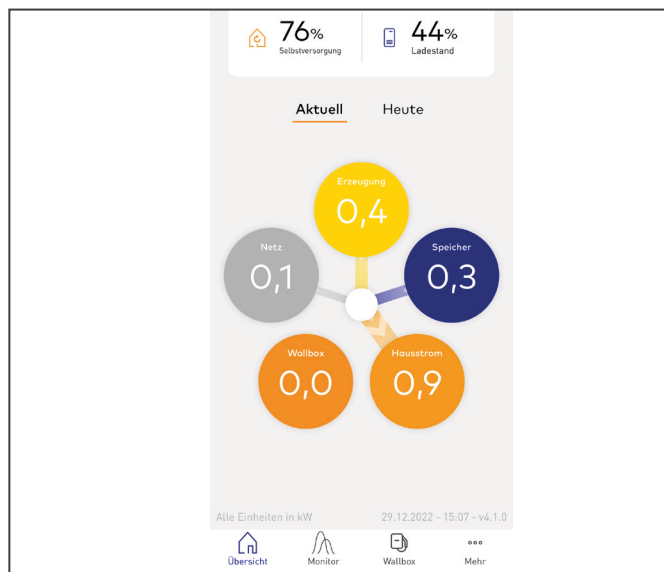 76% 44%
Selbstversorgung Ladestand
Aktuell Heute
Erzeugung
0,4
Netz Speicher
0,1 0,3
Wallbox Hausstrom
0,0 0,9
Alle Einheiten in kW 29.12.2022 - 15:07 - v4.1.0
Übersicht Monitor Wallbox Mehr